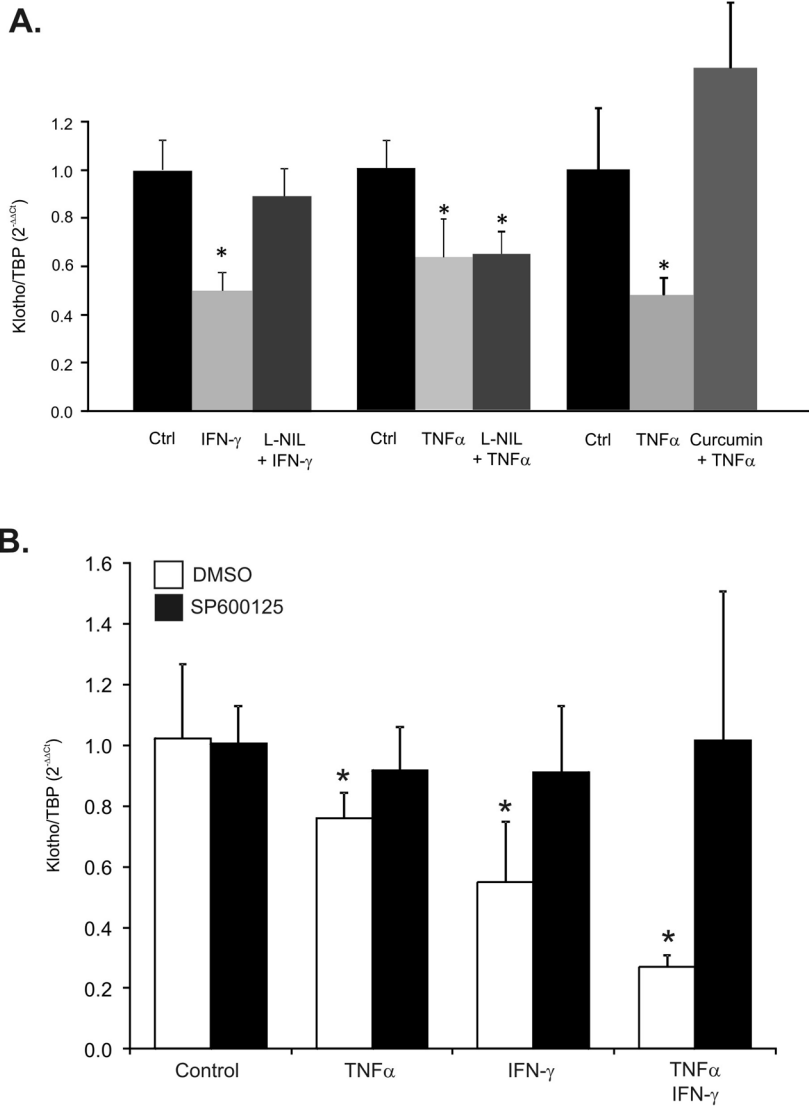 A.
1.2
1.0
0.8
0.6
0.4
0.2
0.0
Klotho/TBP (2-ΔΔCt)
* * * *
Ctrl IFN-γ L-NIL + IFN-γ
Ctrl TNFα L-NIL + TNFα
Ctrl TNFα Curcumin + TNFα
B.
DMSO
SP600125
1.6
1.4
1.2
1.0
0.8
0.6
0.4
0.2
0.0
Klotho/TBP (2-ΔΔCt)
* * *
Control
TNFα
IFN-γ
TNFα
IFN-γ